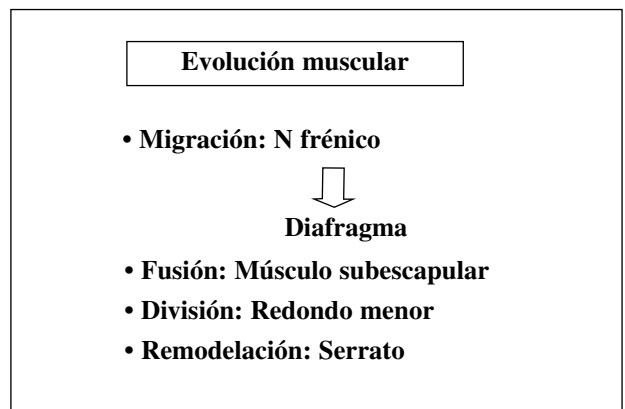 Evolución muscular
• Migración: N frénico
Diafragma
• Fusión: Músculo subescapular
• División: Redondo menor
• Remodelación: Serrato